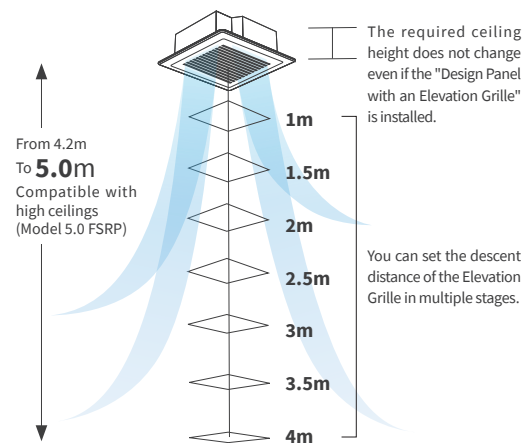 The required ceiling
height does not change
even if the "Design Panel
with an Elevation Grille"
is installed.
1m
1.5m
From 4.2m
To 5.0m
Compatible with
high ceilings
(Model 5.0 FSRP)
2m
2.5m
You can set the descent
distance of the Elevation
Grille in multiple stages.
3m
3.5m
4m